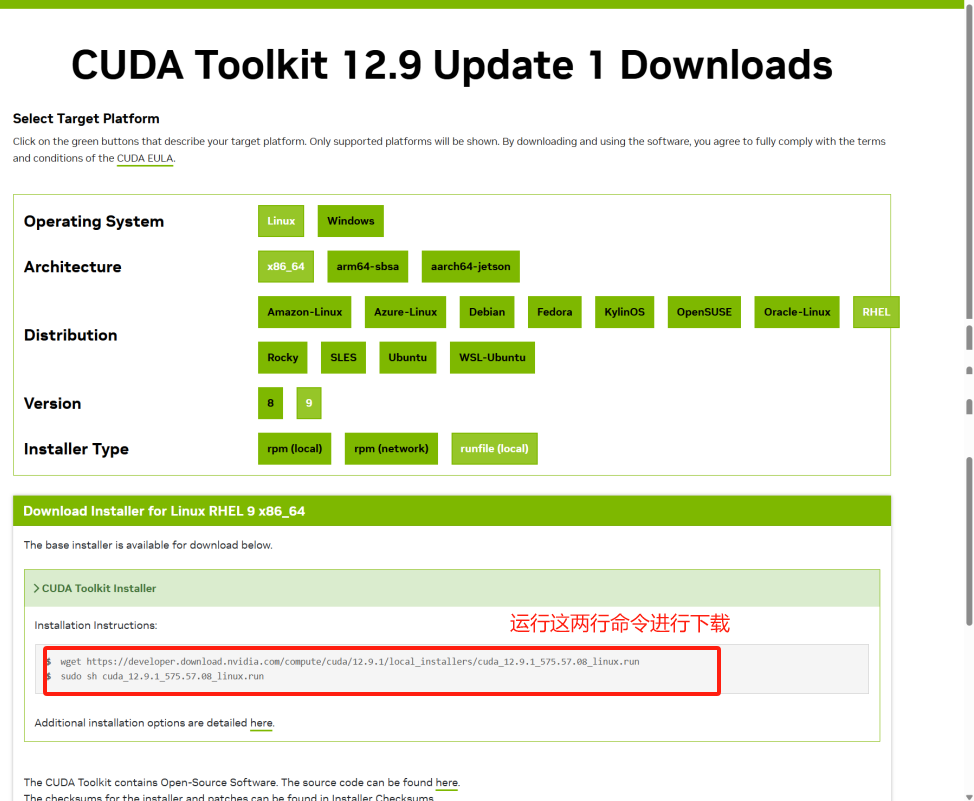 CUDA Toolkit 12.9 Update 1 Downloads
Select Target Platform
Click on the green buttons that describe your target platform. Only supported platforms will be shown. By downloading and using the software, you agree to fully comply with the terms
and conditions of the CUDA EULA.
Operating System
Linux Windows
Architecture
x86_64 arm64-sbsa aarch64-jetson
Distribution
Amazon-Linux Azure-Linux Debian Fedora KylinOS OpenSUSE Oracle-Linux RHEL
Rocky SLES Ubuntu WSL-Ubuntu
Version
8 9
Installer Type
rpm (local) rpm (network) runfile (local)
Download Installer for Linux RHEL 9 x86_64
The base installer is available for download below.
CUDA Toolkit Installer
Installation Instructions:
运行这两行命令进行下载
$ wget https://developer.download.nvidia.com/compute/cuda/12.9.1/local_installers/cuda_12.9.1_575.57.08_linux.run
$ sudo sh cuda_12.9.1_575.57.08_linux.run
Additional installation options are detailed here.
The CUDA Toolkit contains Open-Source Software. The source code can be found here.
The checksums for the installer and patches can be found in Installer Checksums.